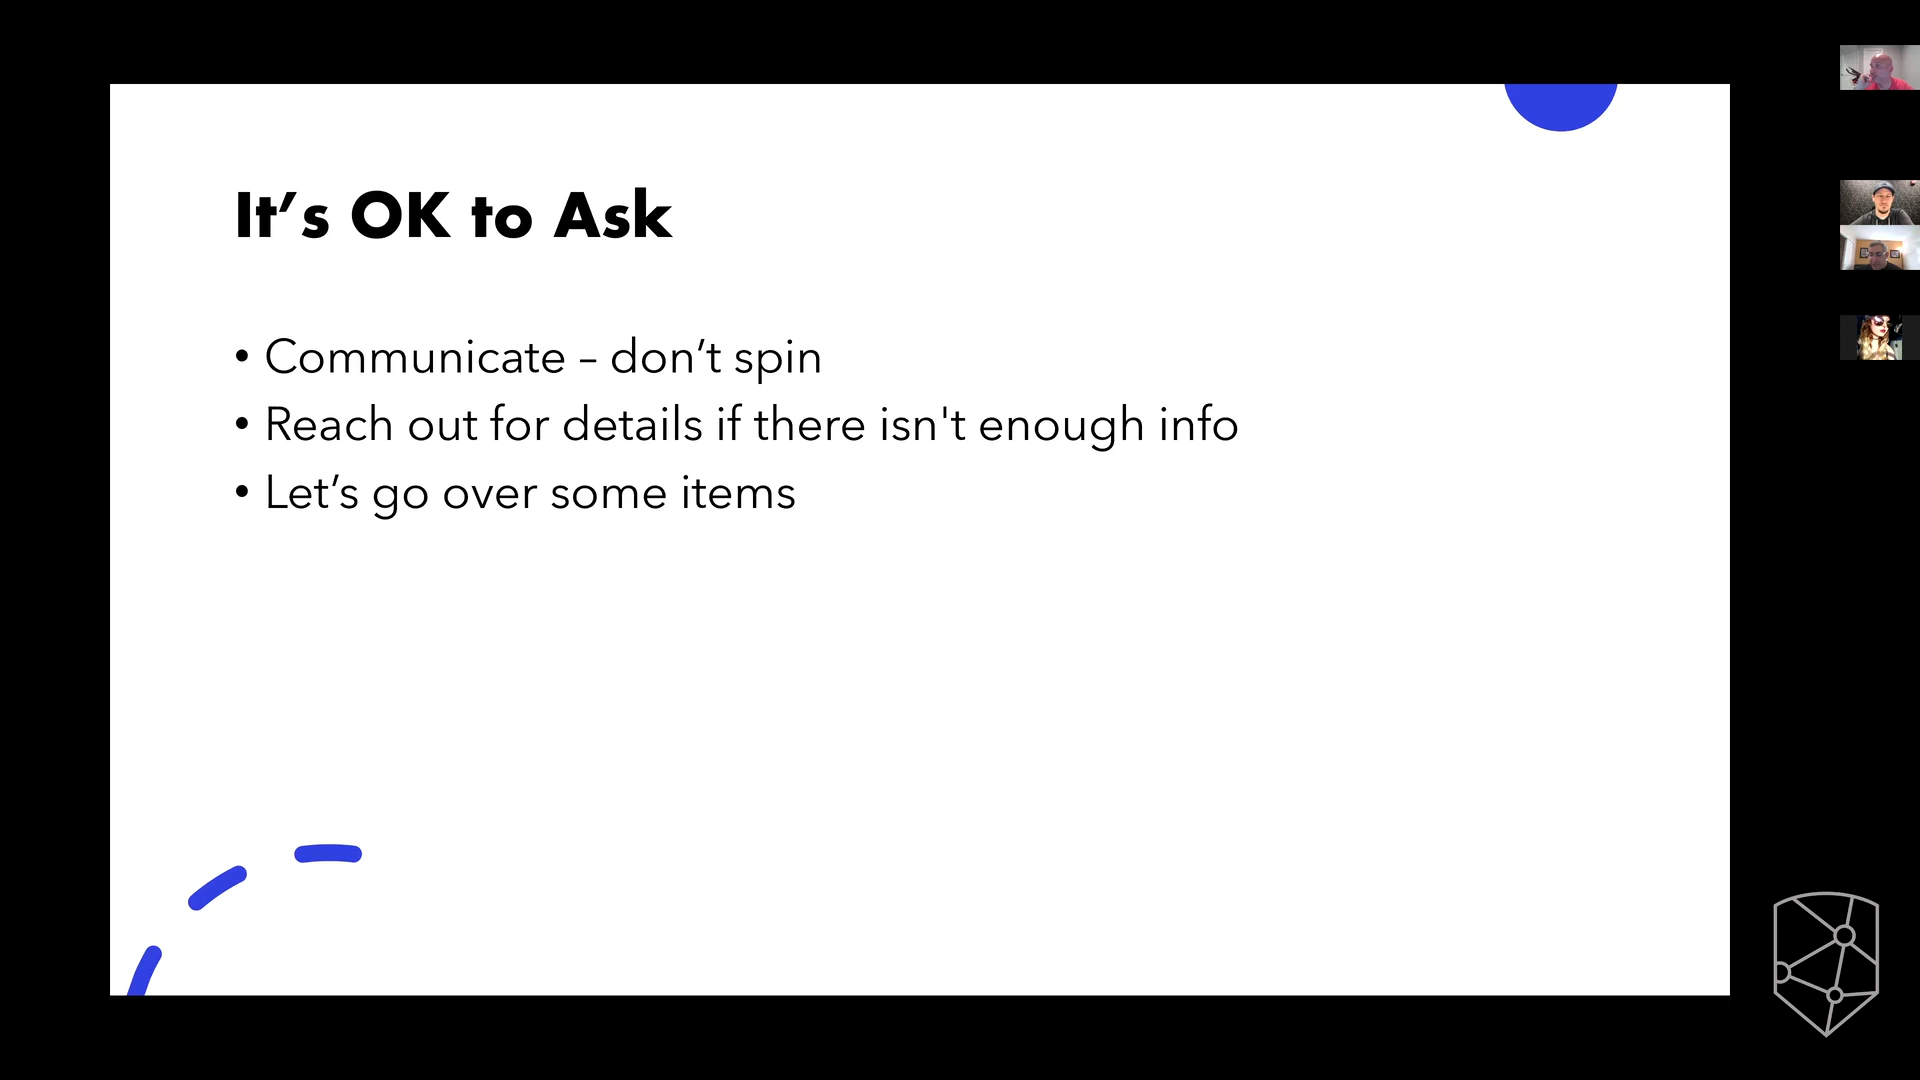 It’s OK to Ask
• Communicate – don’t spin
• Reach out for details if there isn't enough info
• Let’s go over some items